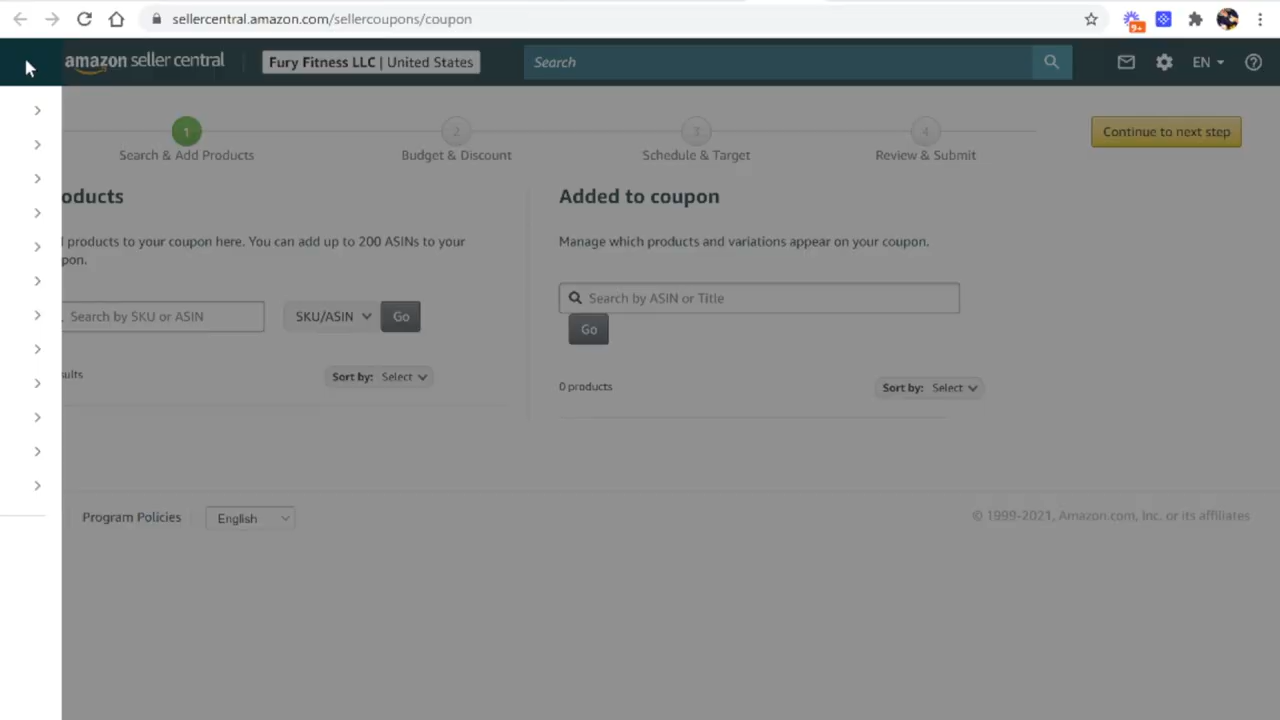 sellercentral.amazon.com/sellercoupons/coupon
9+
amazon seller central
Fury Fitness LLC | United States
Search
EN
1
2
3
4
Search & Add Products
Budget & Discount
Schedule & Target
Review & Submit
Continue to next step
oducts
products to your coupon here. You can add up to 200 ASINs to your
pon.
Search by SKU or ASIN
SKU/ASIN
Go
ults
Sort by: Select
Added to coupon
Manage which products and variations appear on your coupon.
Search by ASIN or Title
Go
0 products
Sort by: Select
Program Policies
English
© 1999-2021, Amazon.com, Inc. or its affiliates